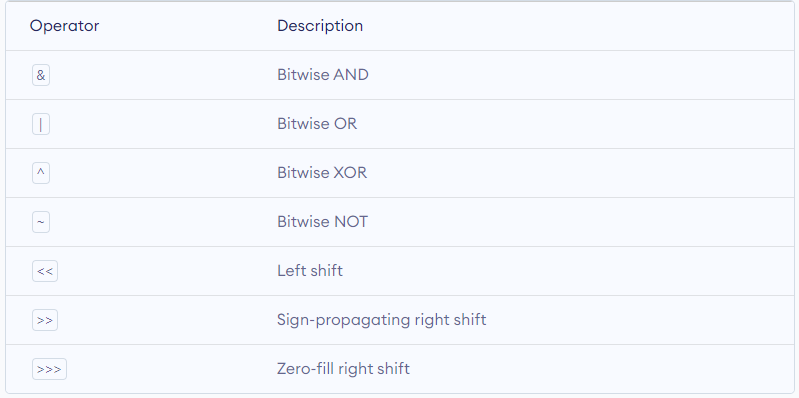 Operator Description
& Bitwise AND
| Bitwise OR
^ Bitwise XOR
~ Bitwise NOT
<< Left shift
>> Sign-propagating right shift
>>> Zero-fill right shift